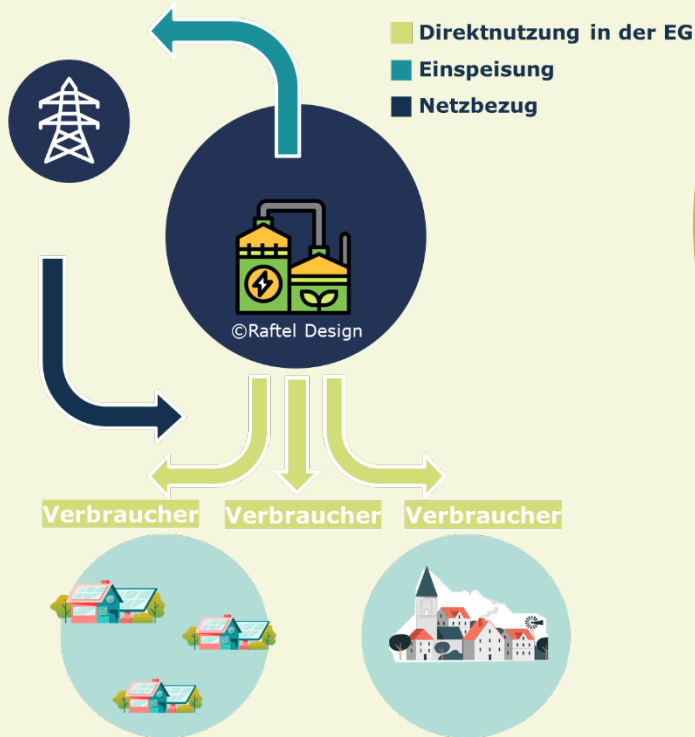 Direktnutzung in der EG
Einspeisung
Netzbezug
©Raftel Design
Verbraucher
Verbraucher
Verbraucher